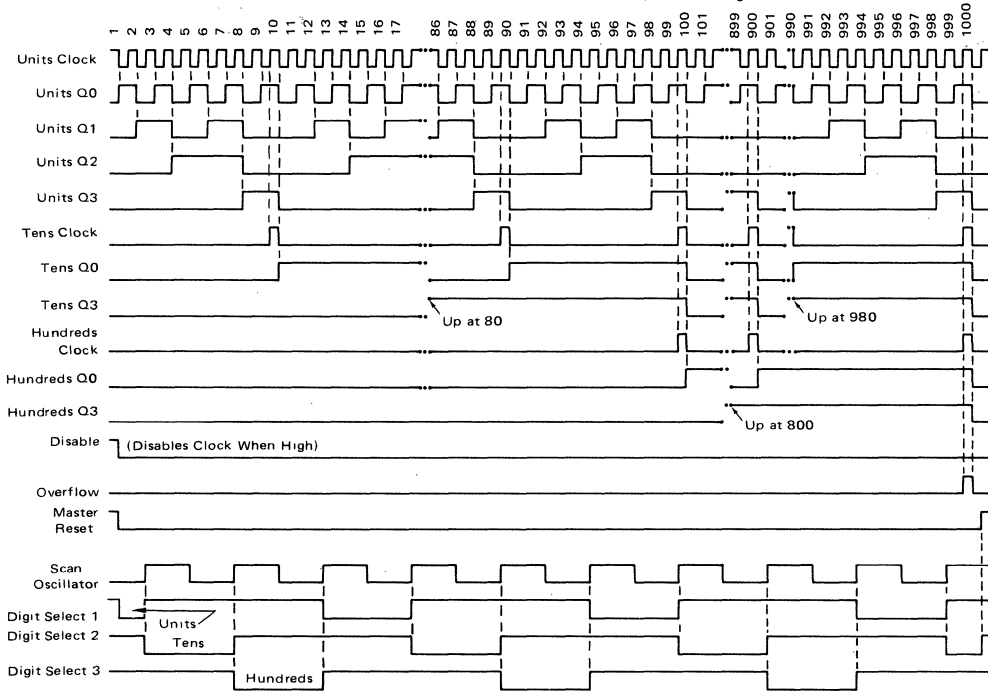 1 2 3 4 5 6 7 8 9 10 11 12 13 14 15 16 17 86 87 88 89 90 91 92 93 94 95 96 97 98 99 100 101 899 900 901 990 991 992 993 994 995 996 997 998 999 1000
Units Clock
Units Q0
Units Q1
Units Q2
Units Q3
Tens Clock
Tens Q0
Tens Q3
Up at 80
Up at 980
Hundreds
Clock
Hundreds Q0
Hundreds Q3
Up at 800
Disable
(Disables Clock When High)
Overflow
Master
Reset
Scan
Oscillator
Digit Select 1
Units
Digit Select 2
Tens
Digit Select 3
Hundreds